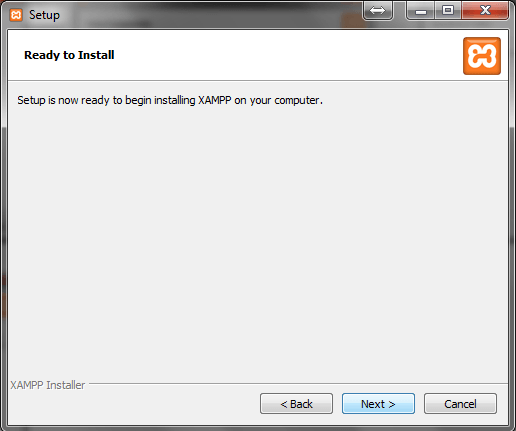 Setup
Ready to Install
Setup is now ready to begin installing XAMPP on your computer.
XAMPP Installer
< Back
Next >
Cancel